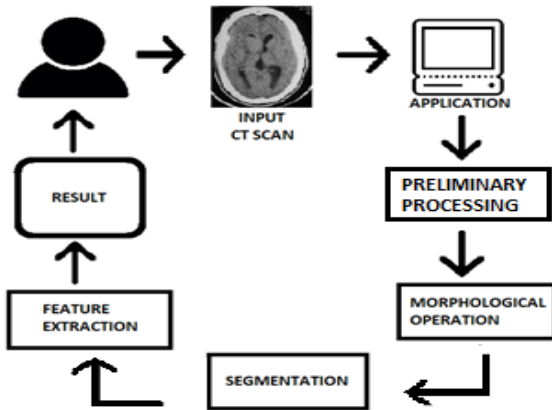 INPUT
CT SCAN
APPLICATION
PRELIMINARY
PROCESSING
MORPHOLOGICAL
OPERATION
SEGMENTATION
FEATURE
EXTRACTION
RESULT